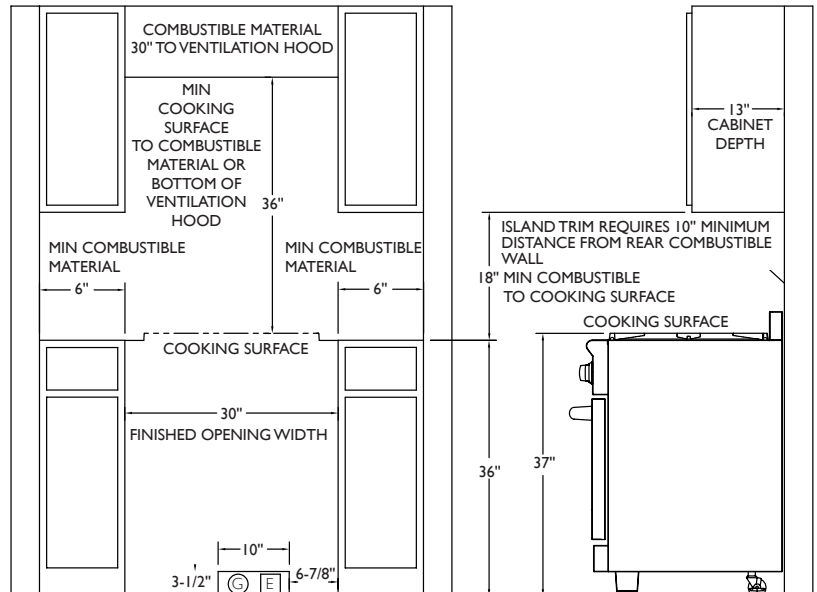 COMBUSTIBLE MATERIAL
30" TO VENTILATION HOOD
MIN
COOKING
SURFACE
TO COMBUSTIBLE
MATERIAL OR
BOTTOM OF
VENTILATION
HOOD
36"
MIN COMBUSTIBLE
MATERIAL
6"
MIN COMBUSTIBLE
MATERIAL
6"
COOKING SURFACE
30"
FINISHED OPENING WIDTH
10"
3-1/2"
G
E
6-7/8"
13"
CABINET
DEPTH
ISLAND TRIM REQUIRES 10" MINIMUM
DISTANCE FROM REAR COMBUSTIBLE
WALL
18" MIN COMBUSTIBLE
TO COOKING SURFACE
COOKING SURFACE
36"
37"